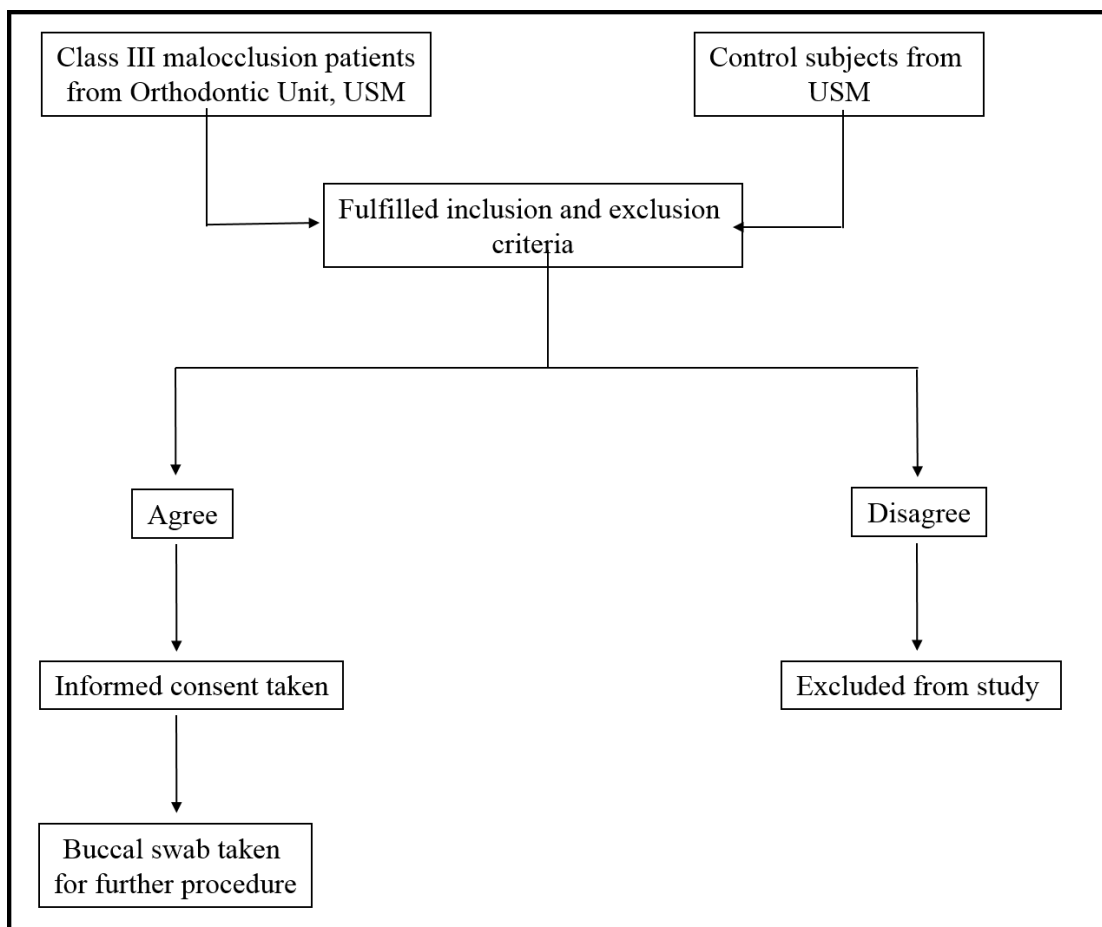 Class III malocclusion patients
from Orthodontic Unit, USM
Control subjects from
USM
Fulfilled inclusion and exclusion
criteria
Agree
Disagree
Informed consent taken
Excluded from study
Buccal swab taken
for further procedure